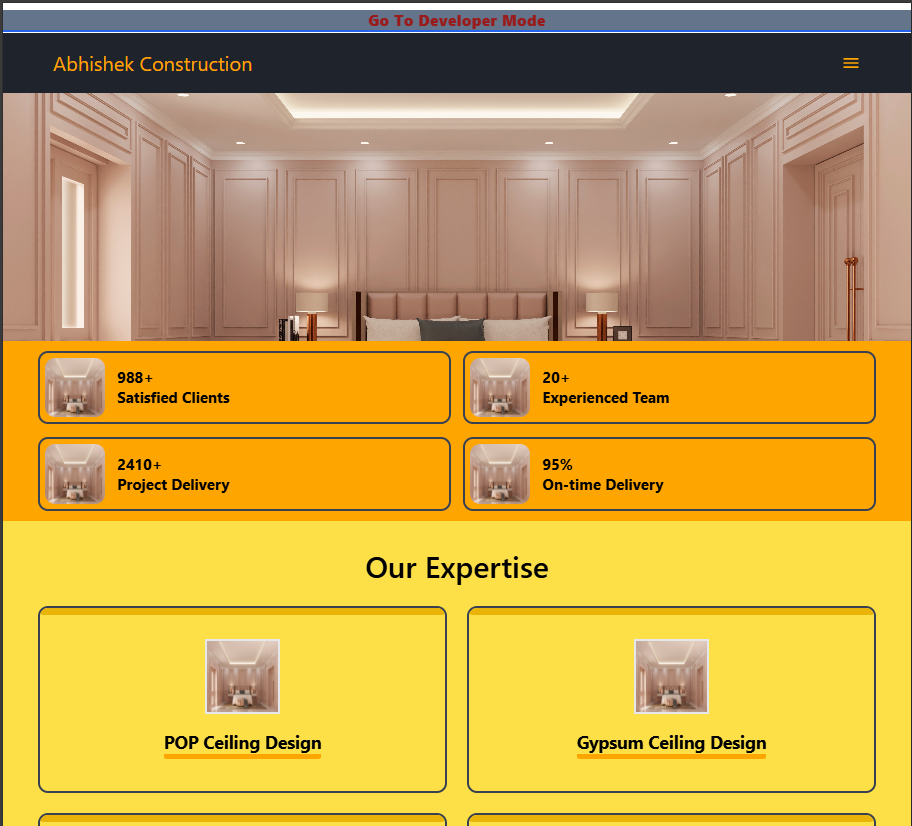 Go To Developer Mode
Abhishek Construction
988+
Satisfied Clients
20+
Experienced Team
2410+
Project Delivery
95%
On-time Delivery
Our Expertise
POP Ceiling Design
Gypsum Ceiling Design